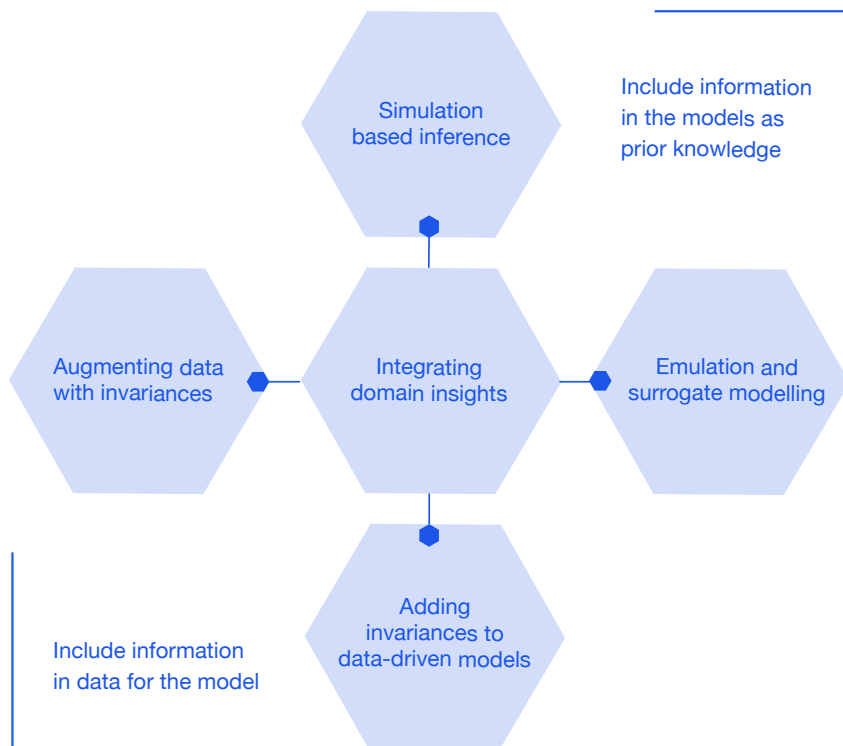 Simulation
based inference
Include information
in the models as
prior knowledge
Augmenting data
with invariances
Integrating
domain insights
Emulation and
surrogate modelling
Adding
invariances to
data-driven models
Include information
in data for the model